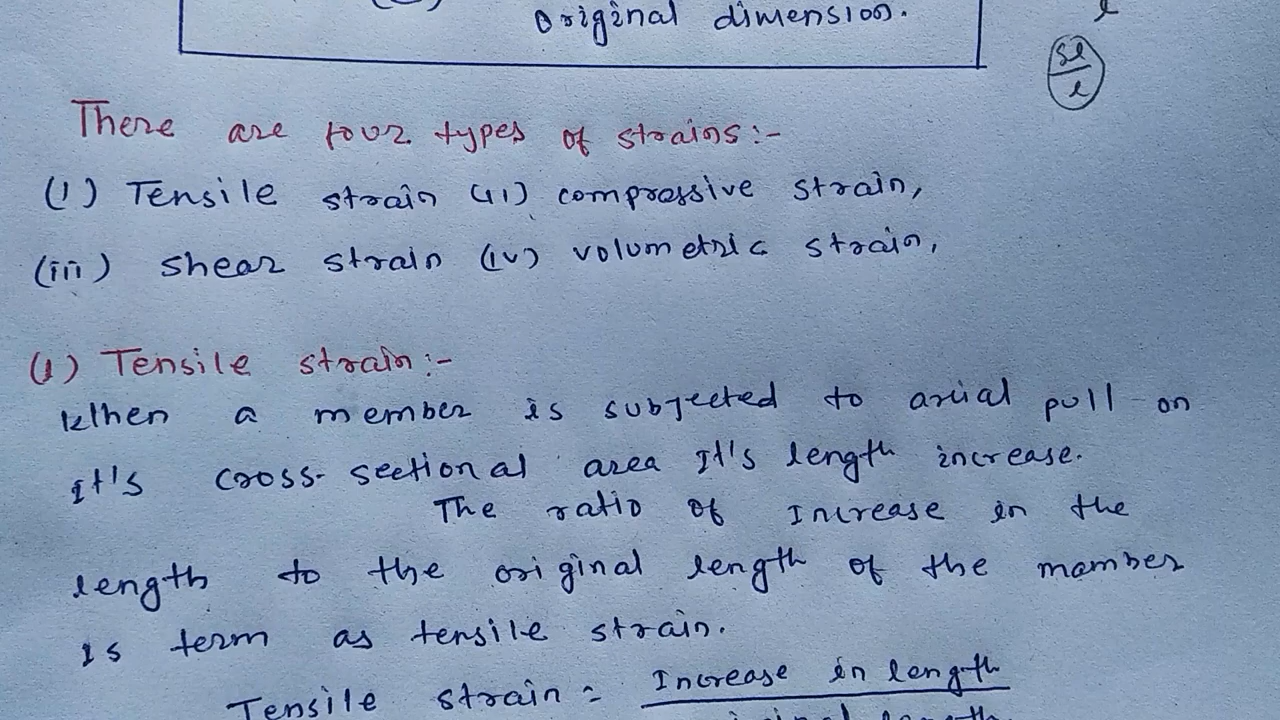 original dimension.
l
δl
l
There are four types of strains:-
(i) Tensile strain (ii) compressive strain,
(iii) shear strain (iv) volumetric strain,
(i) Tensile strain:-
When a member is subjected to axial pull on
It's cross-sectional area It's length increase.
The ratio of Increase in the
length to the original length of the mamber
is term as tensile strain.
Tensile strain = Increase in length
original length